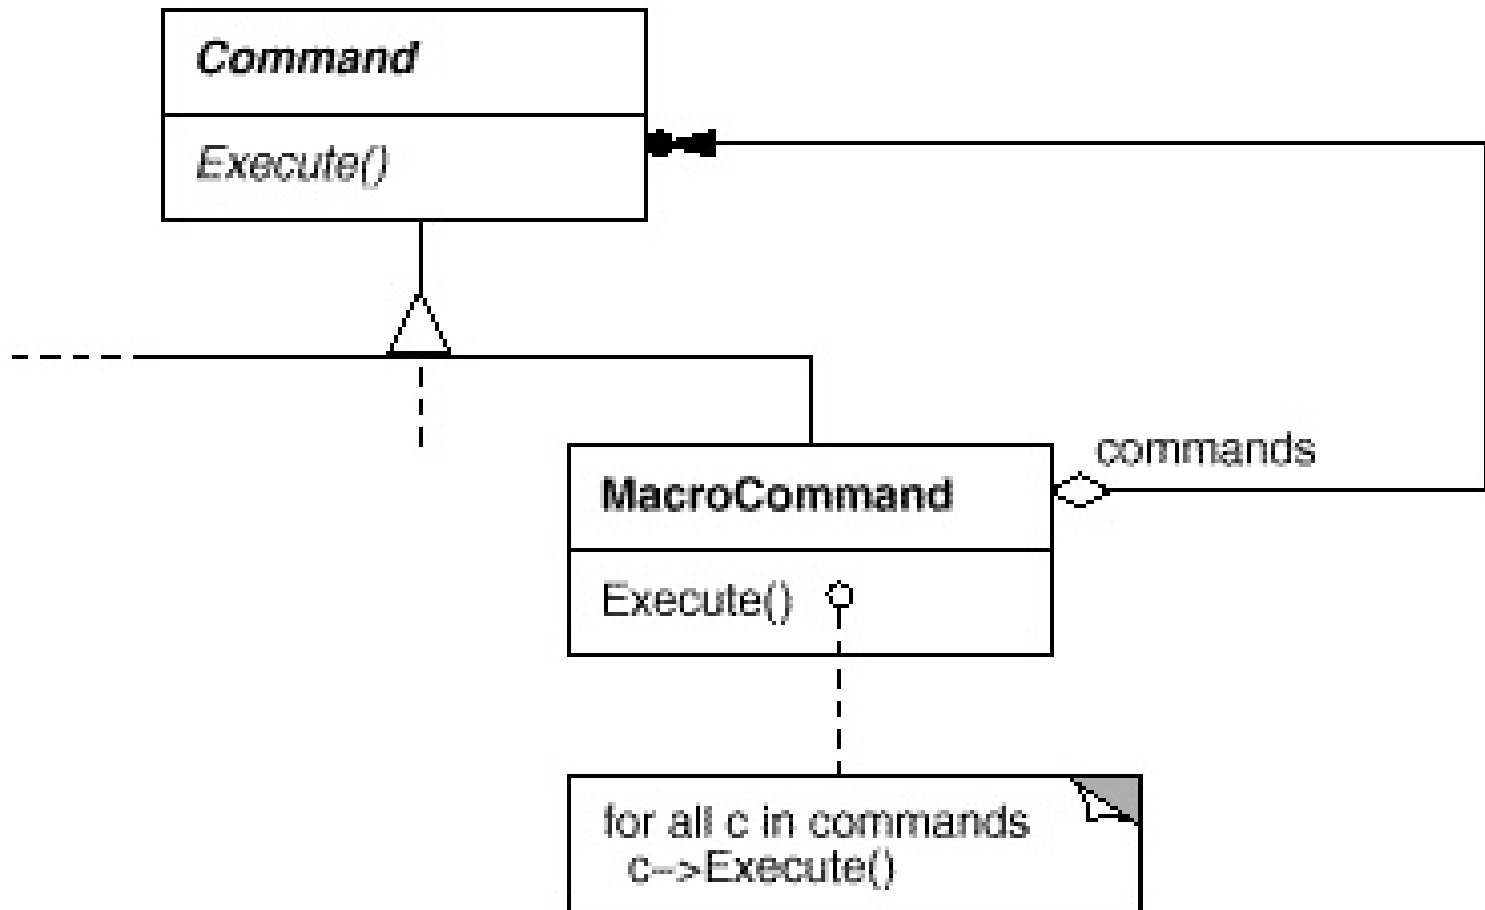 Command
Execute()
commands
MacroCommand
Execute()
for all c in commands
c-->Execute()